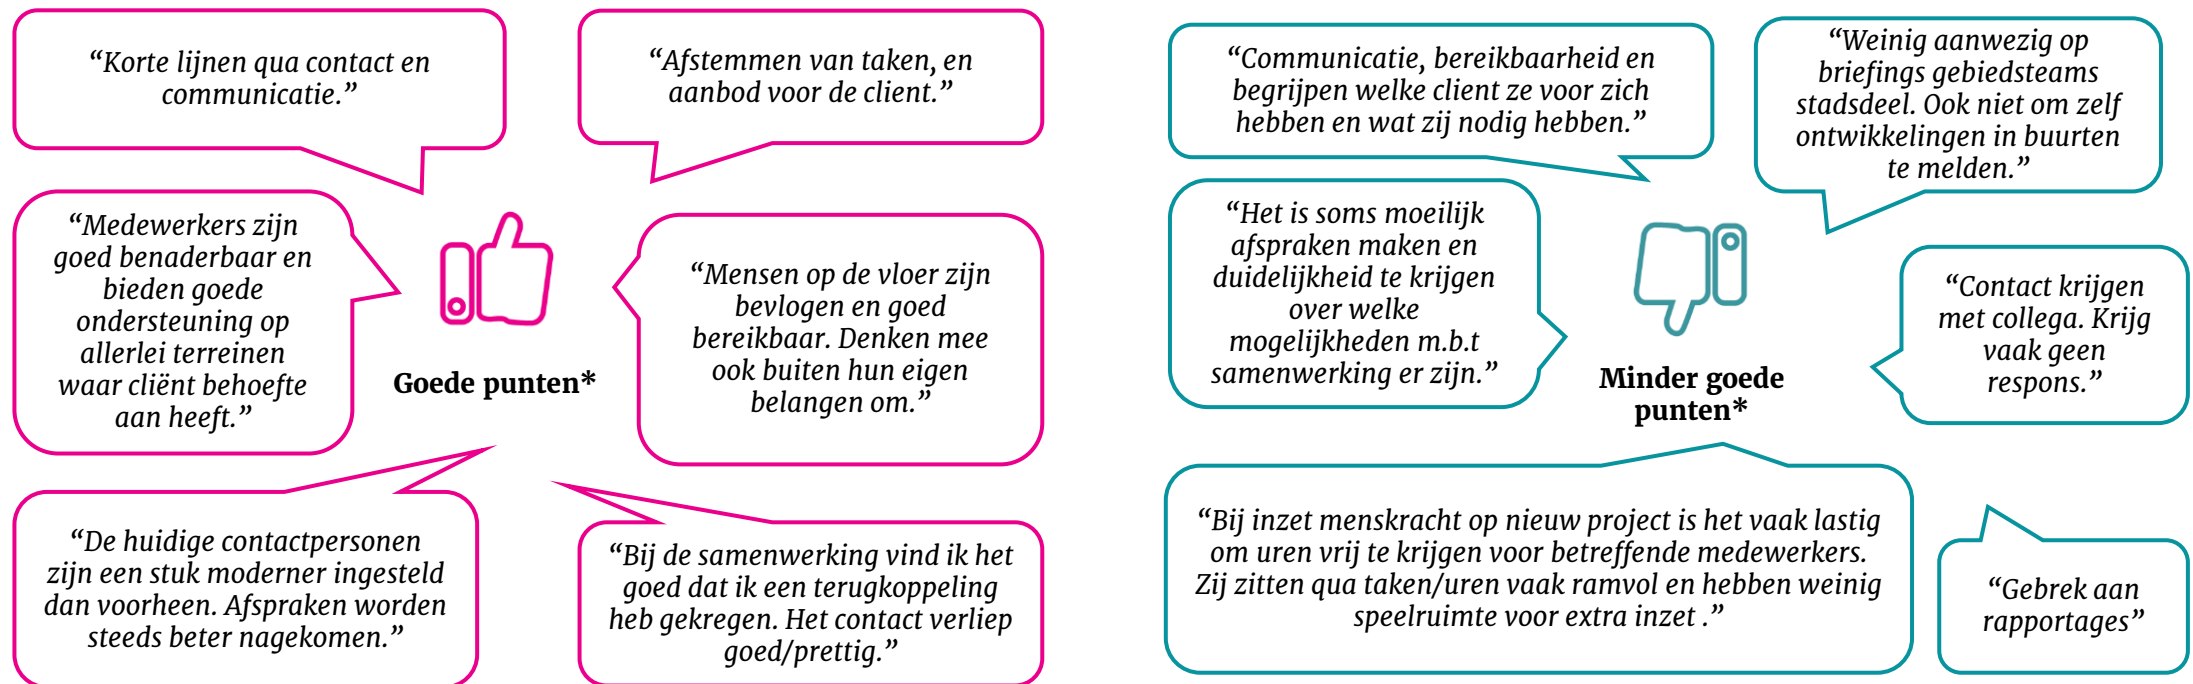 “Korte lijnen qua contact en
communicatie.”
“Afstemmen van taken, en
aanbod voor de client.”
“Medewerkers zijn
goed benaderbaar en
bieden goede
ondersteuning op
allerlei terreinen
waar cliënt behoefte
aan heeft.”
Goede punten*
“Mensen op de vloer zijn
bevlogen en goed
bereikbaar. Denken mee
ook buiten hun eigen
belangen om.”
“De huidige contactpersonen
zijn een stuk moderner ingesteld
dan voorheen. Afspraken worden
steeds beter nagekomen.”
“Bij de samenwerking vind ik het
goed dat ik een terugkoppeling
heb gekregen. Het contact verliep
goed/prettig.”
“Communicatie, bereikbaarheid en
begrijpen welke client ze voor zich
hebben en wat zij nodig hebben.”
“Weinig aanwezig op
briefings gebiedsteams
stadsdeel. Ook niet om zelf
ontwikkelingen in buurten
te melden.”
“Het is soms moeilijk
afspraken maken en
duidelijkheid te krijgen
over welke
mogelijkheden m.b.t
samenwerking er zijn.”
Minder goede
punten*
“Contact krijgen
met collega. Krijg
vaak geen
respons.”
“Bij inzet menskracht op nieuw project is het vaak lastig
om uren vrij te krijgen voor betreffende medewerkers.
Zij zitten qua taken/uren vaak ramvol en hebben weinig
speelruimte voor extra inzet .”
“Gebrek aan
rapportages”